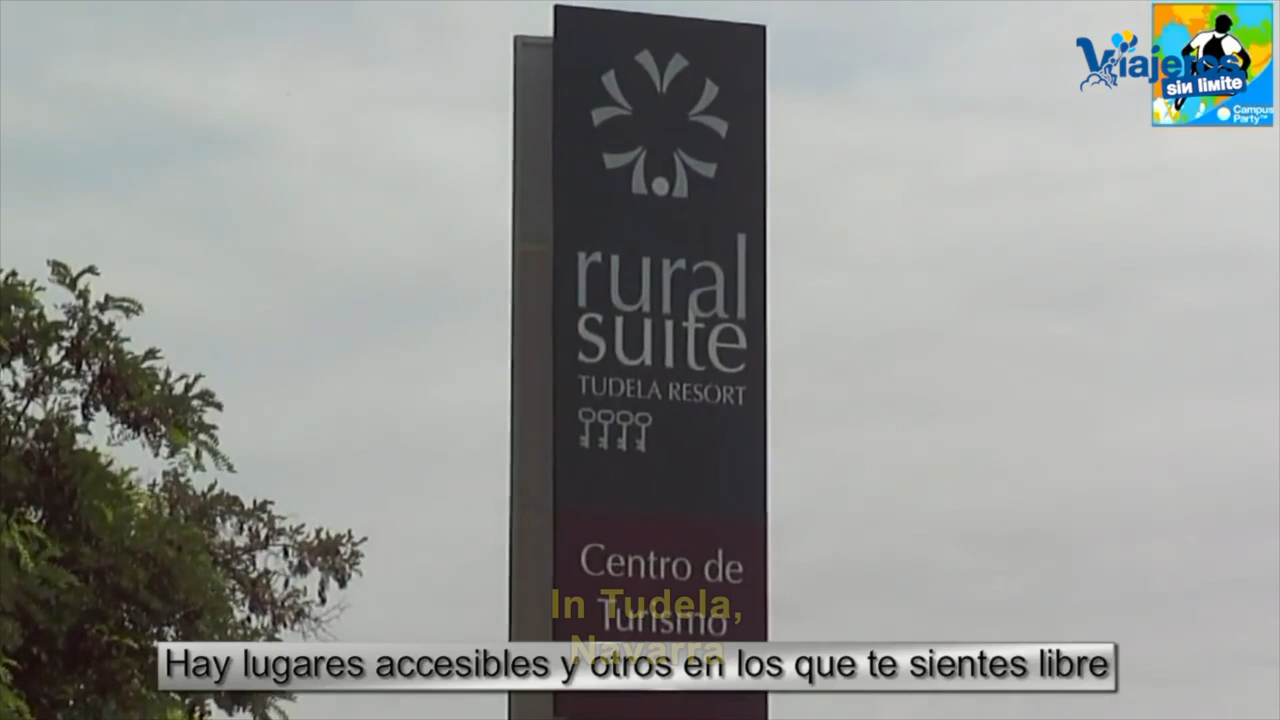 Viajeros
sin limite
Campus
Party™
rural
suite
TUDELA RESORT
Centro de
Turismo
In Tudela,
Navarra
Hay lugares accesibles y otros en los que te sientes libre